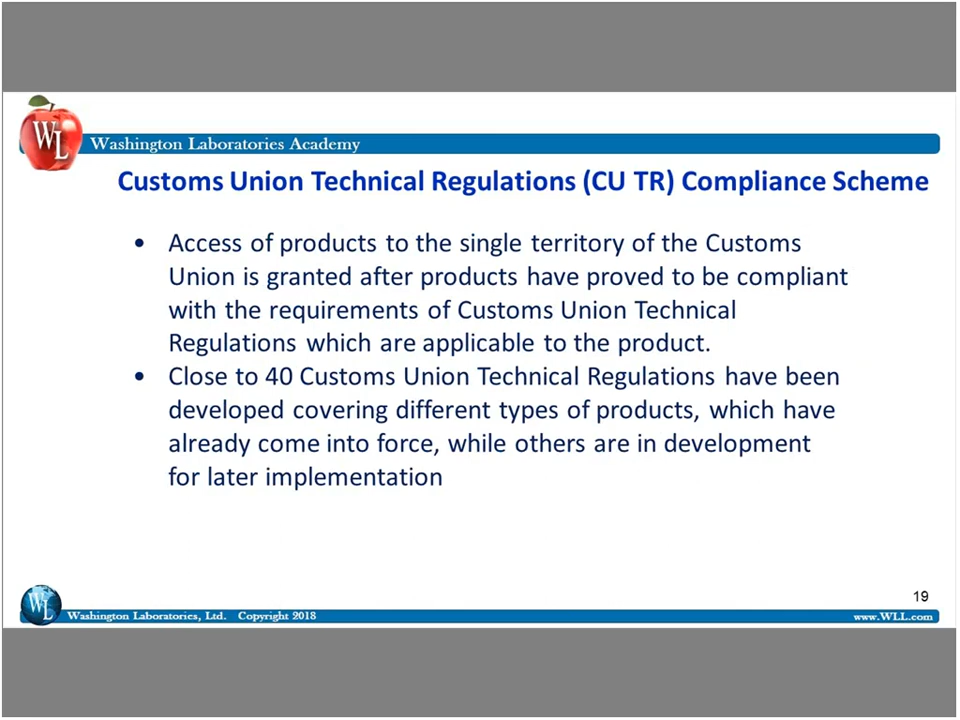 WL
Washington Laboratories Academy
Customs Union Technical Regulations (CU TR) Compliance Scheme
• Access of products to the single territory of the Customs
Union is granted after products have proved to be compliant
with the requirements of Customs Union Technical
Regulations which are applicable to the product.
• Close to 40 Customs Union Technical Regulations have been
developed covering different types of products, which have
already come into force, while others are in development
for later implementation
19
WL
Washington Laboratories, Ltd. Copyright 2018 www.WLL.com